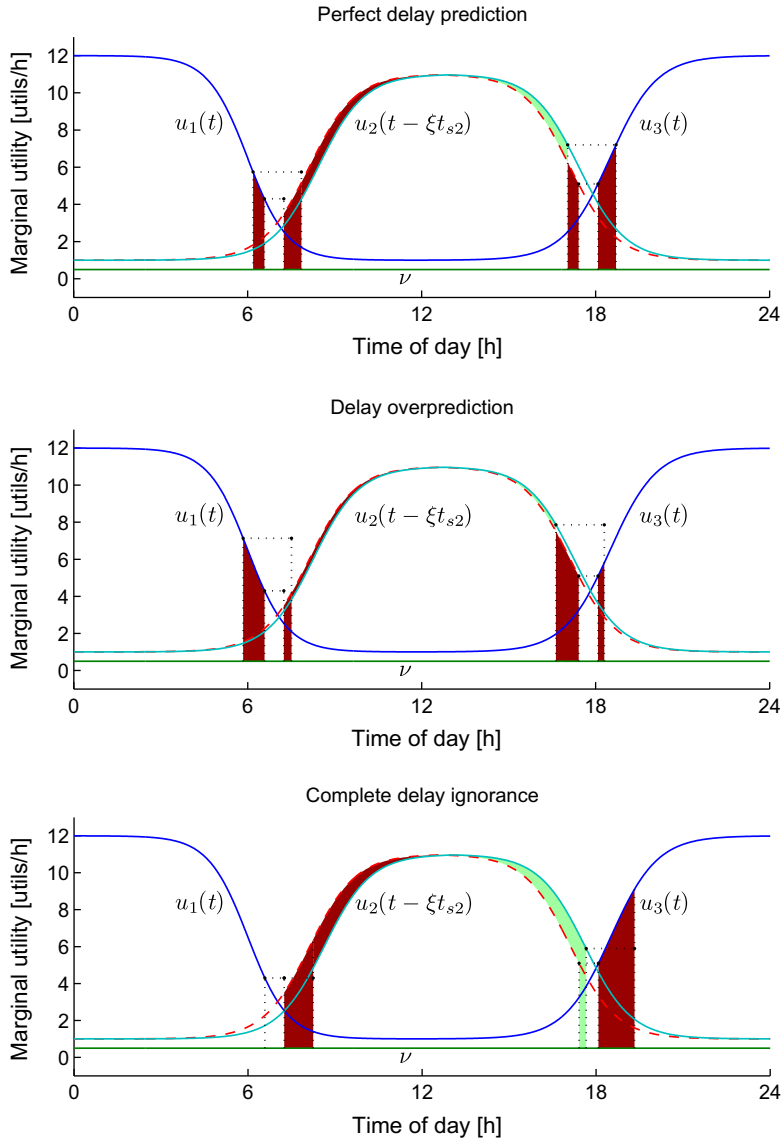 Perfect delay prediction
Marginal utility [utils/h]
12
10
8
6
4
2
0
u₁(t)
u₂(t − ξtₛ₂)
u₃(t)
ν
0 6 12 18 24
Time of day [h]
Delay overprediction
Marginal utility [utils/h]
12
10
8
6
4
2
0
u₁(t)
u₂(t − ξtₛ₂)
u₃(t)
ν
0 6 12 18 24
Time of day [h]
Complete delay ignorance
Marginal utility [utils/h]
12
10
8
6
4
2
0
u₁(t)
u₂(t − ξtₛ₂)
u₃(t)
ν
0 6 12 18 24
Time of day [h]